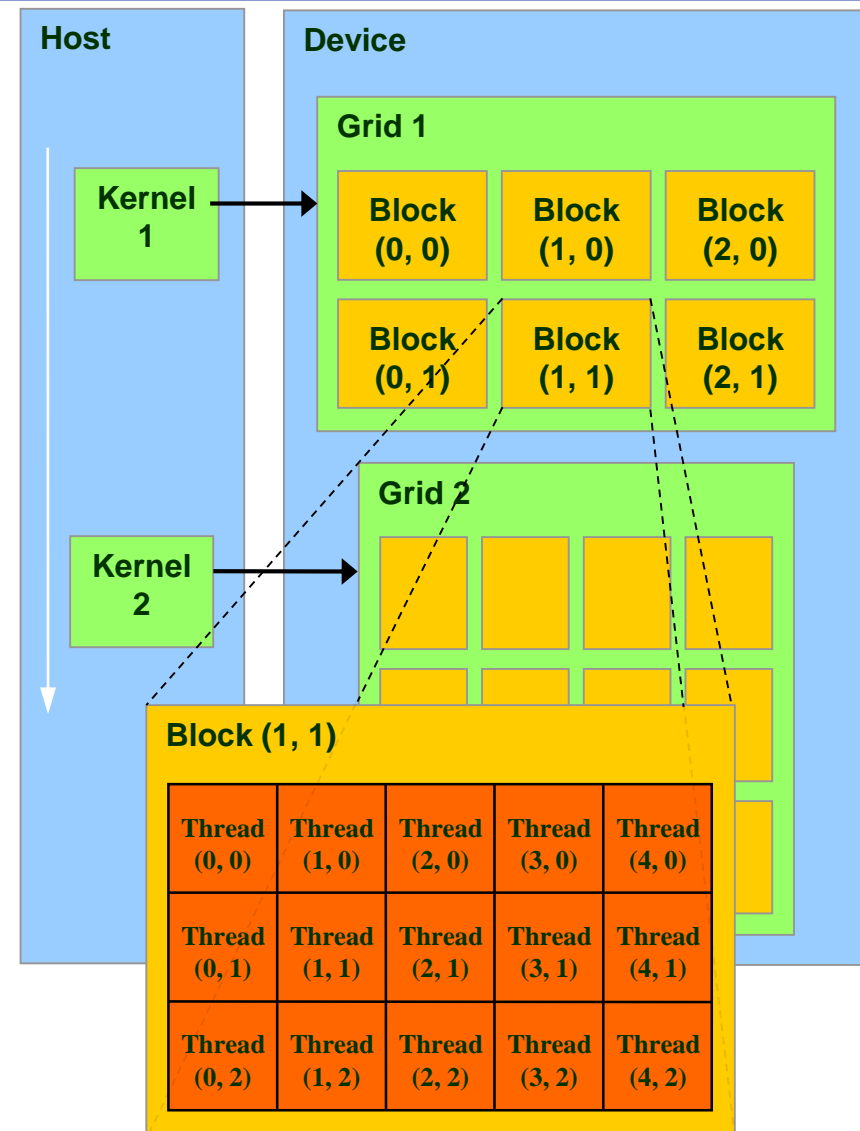 Host
Device
Grid 1
Kernel
1
Block
(0, 0)
Block
(1, 0)
Block
(2, 0)
Block
(0, 1)
Block
(1, 1)
Block
(2, 1)
Grid 2
Kernel
2
Block (1, 1)
Thread
(0, 0)
Thread
(1, 0)
Thread
(2, 0)
Thread
(3, 0)
Thread
(4, 0)
Thread
(0, 1)
Thread
(1, 1)
Thread
(2, 1)
Thread
(3, 1)
Thread
(4, 1)
Thread
(0, 2)
Thread
(1, 2)
Thread
(2, 2)
Thread
(3, 2)
Thread
(4, 2)